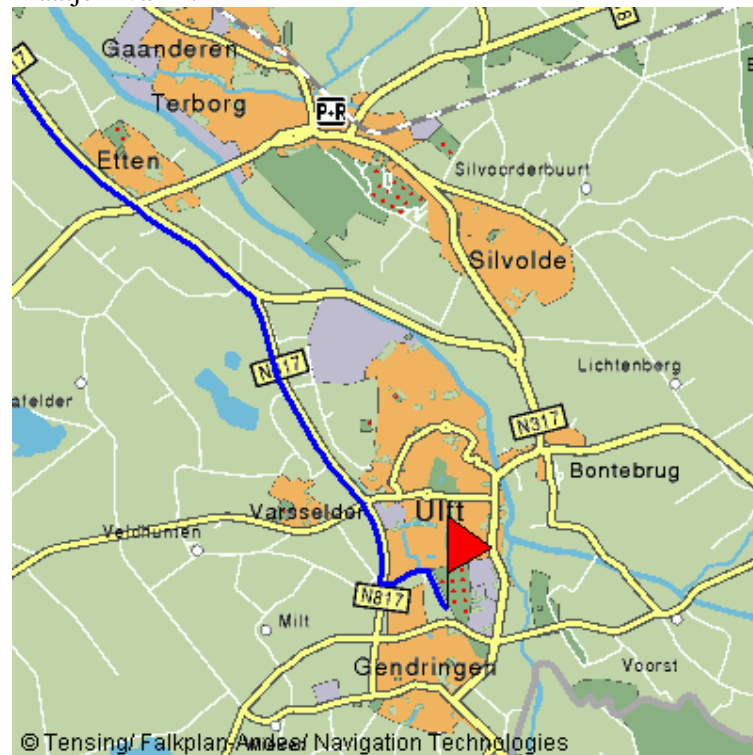 Gaanderen
Terborg
P+R
Etten
Silvoorderbuurt
Silvolde
N817
Lichtenberg
N317
Bontebrug
Varsselder
Ulft
Veldhunten
N817
Milt
Gendringen
Voorst
© Tensing/ Falkplan-Andes/ Navigation Technologies